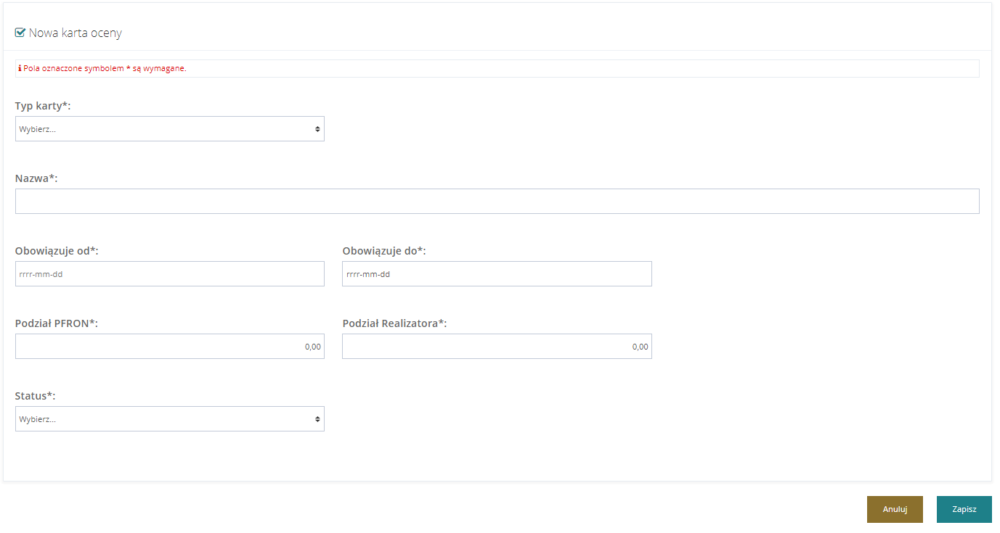 Nowa karta oceny
Pola oznaczone symbolem * są wymagane.
Typ karty*:
Wybierz...
Nazwa*:
Obowiązuje od*: Obowiązuje do*:
rrrr-mm-dd rrrr-mm-dd
Podział PFRON*: Podział Realizatora*:
0,00 0,00
Status*:
Wybierz...
Anuluj Zapisz